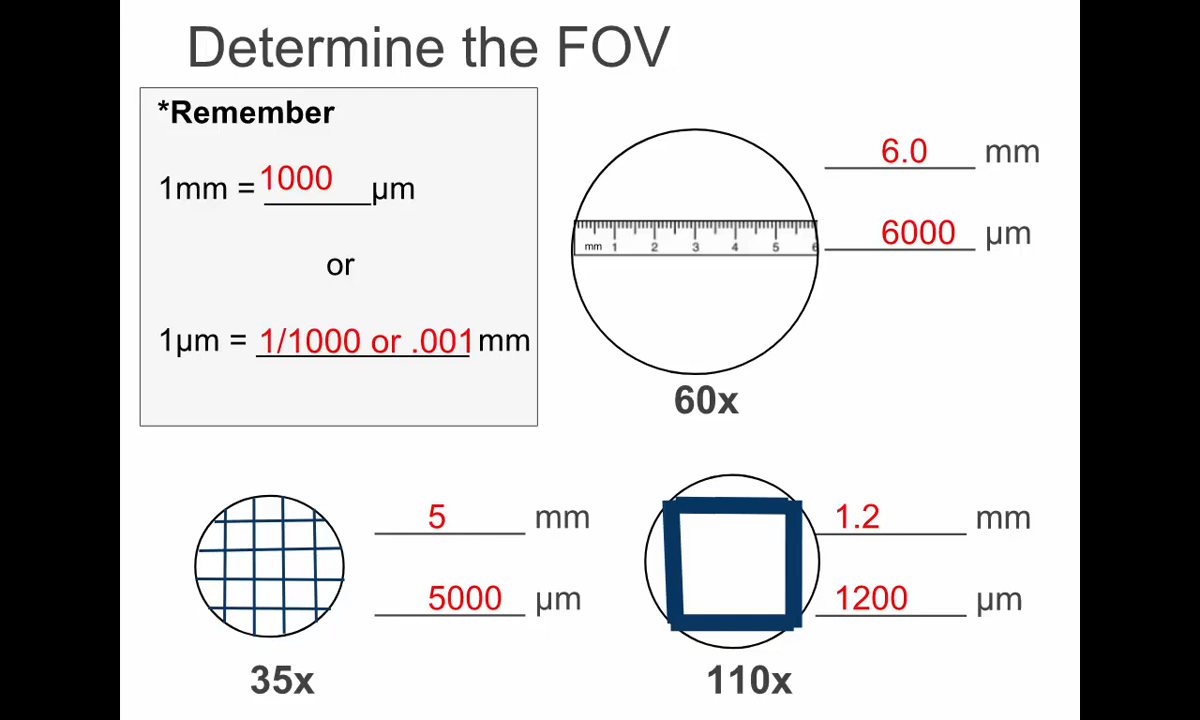 Determine the FOV
*Remember
1mm = 1000 µm
or
1µm = 1/1000 or .001 mm
6.0 mm
6000 µm
mm 1 2 3 4 5 6
60x
5 mm
5000 µm
35x
1.2 mm
1200 µm
110x